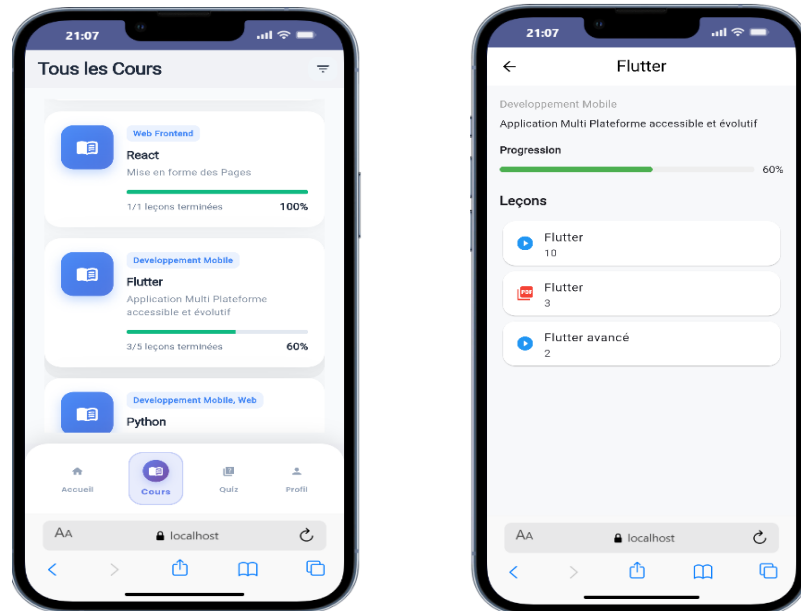 21:07
Tous les Cours
Web Frontend
React
Mise en forme des Pages
1/1 leçons terminées 100%
Developpement Mobile
Flutter
Application Multi Plateforme
accessible et évolutif
3/5 leçons terminées 60%
Developpement Mobile, Web
Python
Accueil Cours Quiz Profil
AA localhost
21:07
Flutter
Developpement Mobile
Application Multi Plateforme accessible et évolutif
Progression
60%
Leçons
Flutter
10
PDF
Flutter
3
Flutter avancé
2
AA localhost